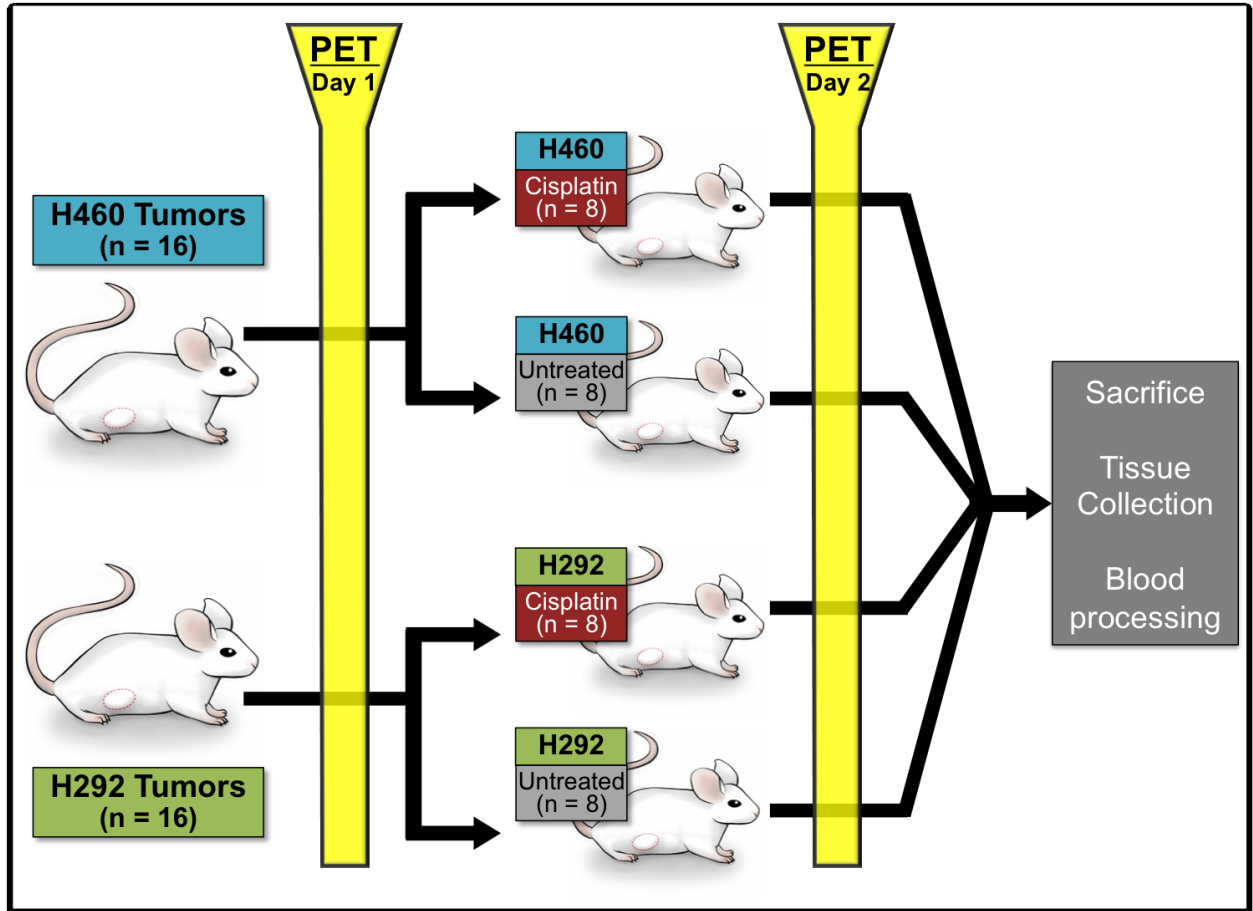 PET
Day 1
PET
Day 2
H460 Tumors
(n = 16)
H460
Cisplatin
(n = 8)
H460
Untreated
(n = 8)
H292 Tumors
(n = 16)
H292
Cisplatin
(n = 8)
H292
Untreated
(n = 8)
Sacrifice
Tissue
Collection
Blood
processing